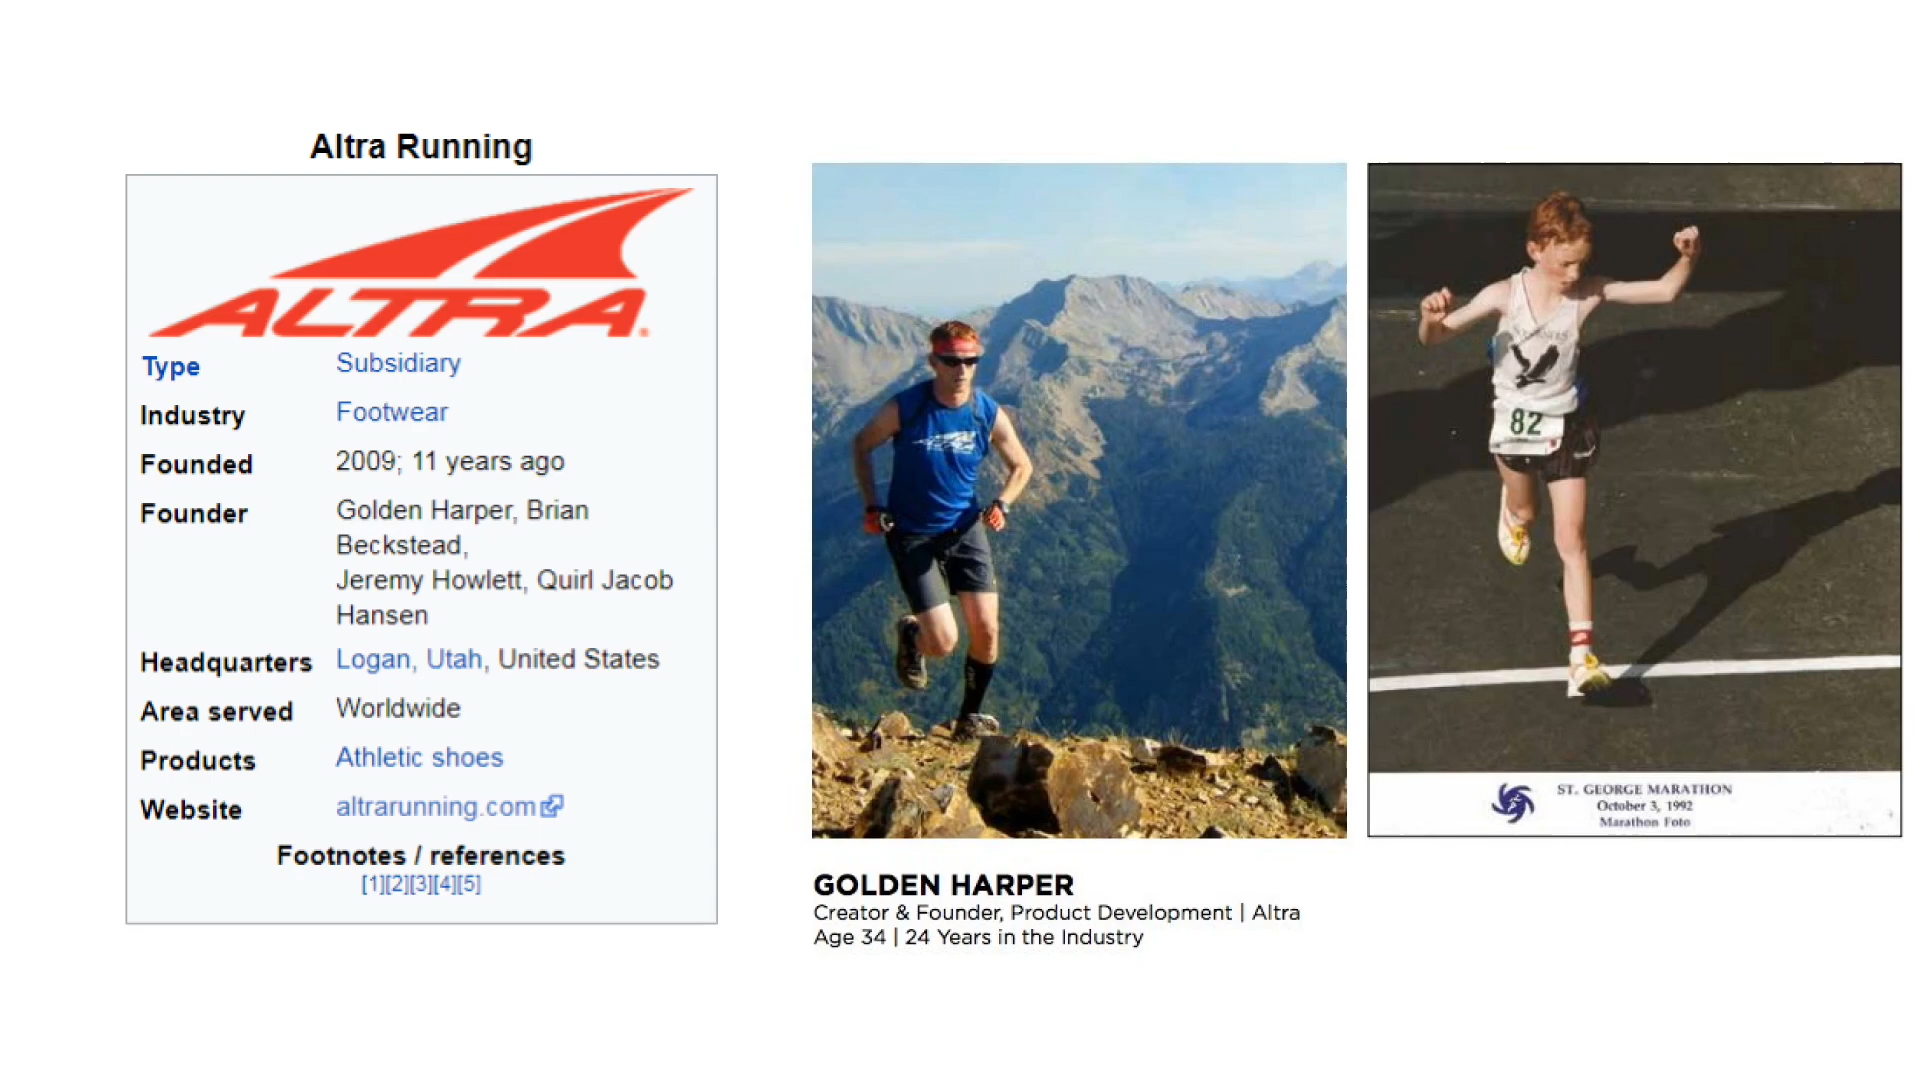 Altra Running
ALTRA
Type Subsidiary
Industry Footwear
Founded 2009; 11 years ago
Founder Golden Harper, Brian
Beckstead,
Jeremy Howlett, Quirl Jacob
Hansen
Headquarters Logan, Utah, United States
Area served Worldwide
Products Athletic shoes
Website altrarunning.com
Footnotes / references
[1][2][3][4][5]
82
ST. GEORGE MARATHON
October 3, 1992
Marathon Foto
GOLDEN HARPER
Creator & Founder, Product Development | Altra
Age 34 | 24 Years in the Industry